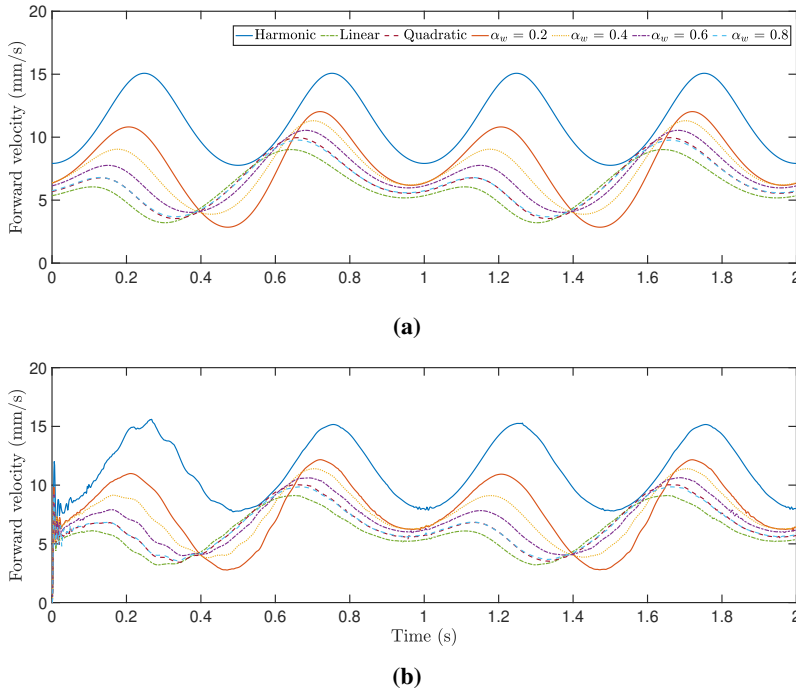 Harmonic Linear Quadratic α_w = 0.2 α_w = 0.4 α_w = 0.6 α_w = 0.8
Forward velocity (mm/s)
20
15
10
5
0
0 0.2 0.4 0.6 0.8 1 1.2 1.4 1.6 1.8 2
(a)
Forward velocity (mm/s)
20
15
10
5
0
0 0.2 0.4 0.6 0.8 1 1.2 1.4 1.6 1.8 2
Time (s)
(b)